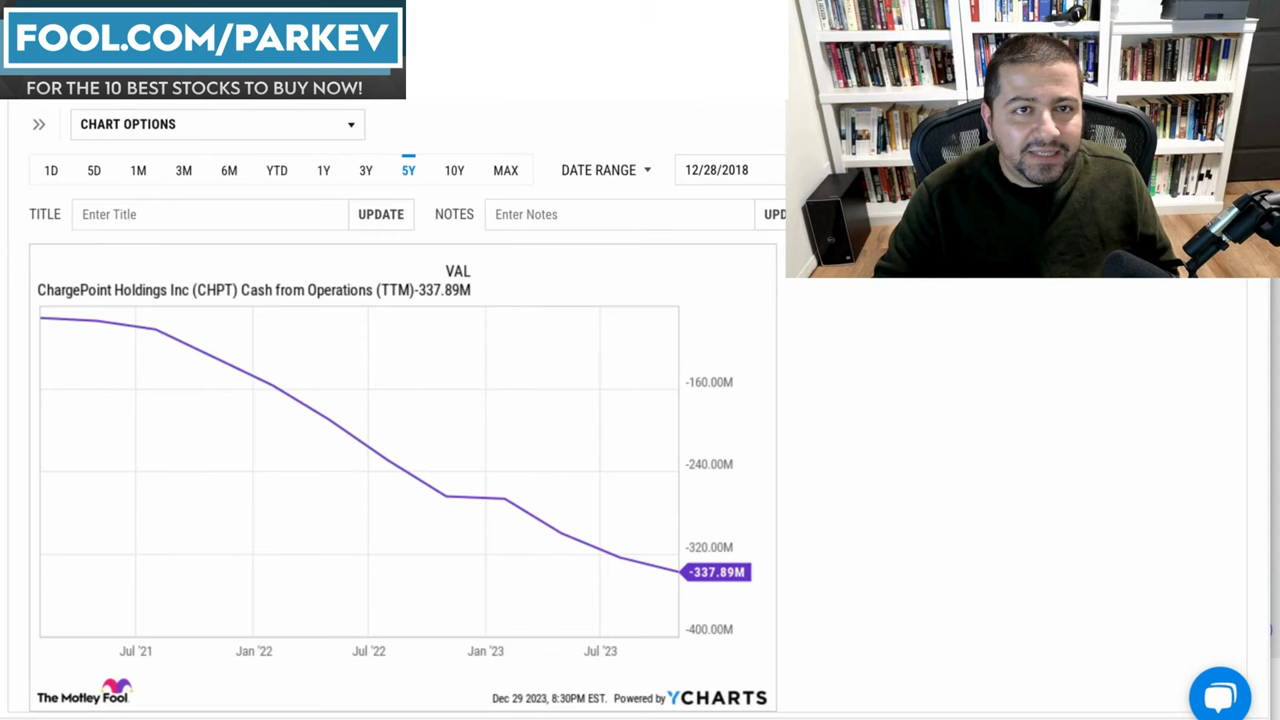 FOOL.COM/PARKEV
FOR THE 10 BEST STOCKS TO BUY NOW!
CHART OPTIONS
1D 5D 1M 3M 6M YTD 1Y 3Y 5Y 10Y MAX DATE RANGE 12/28/2018
TITLE Enter Title UPDATE NOTES Enter Notes UPD
VAL
ChargePoint Holdings Inc (CHPT) Cash from Operations (TTM)-337.89M
-160.00M
-240.00M
-320.00M
-337.89M
-400.00M
Jul '21 Jan '22 Jul '22 Jan '23 Jul '23
The Motley Fool Dec 29 2023, 8:30PM EST. Powered by YCHARTS